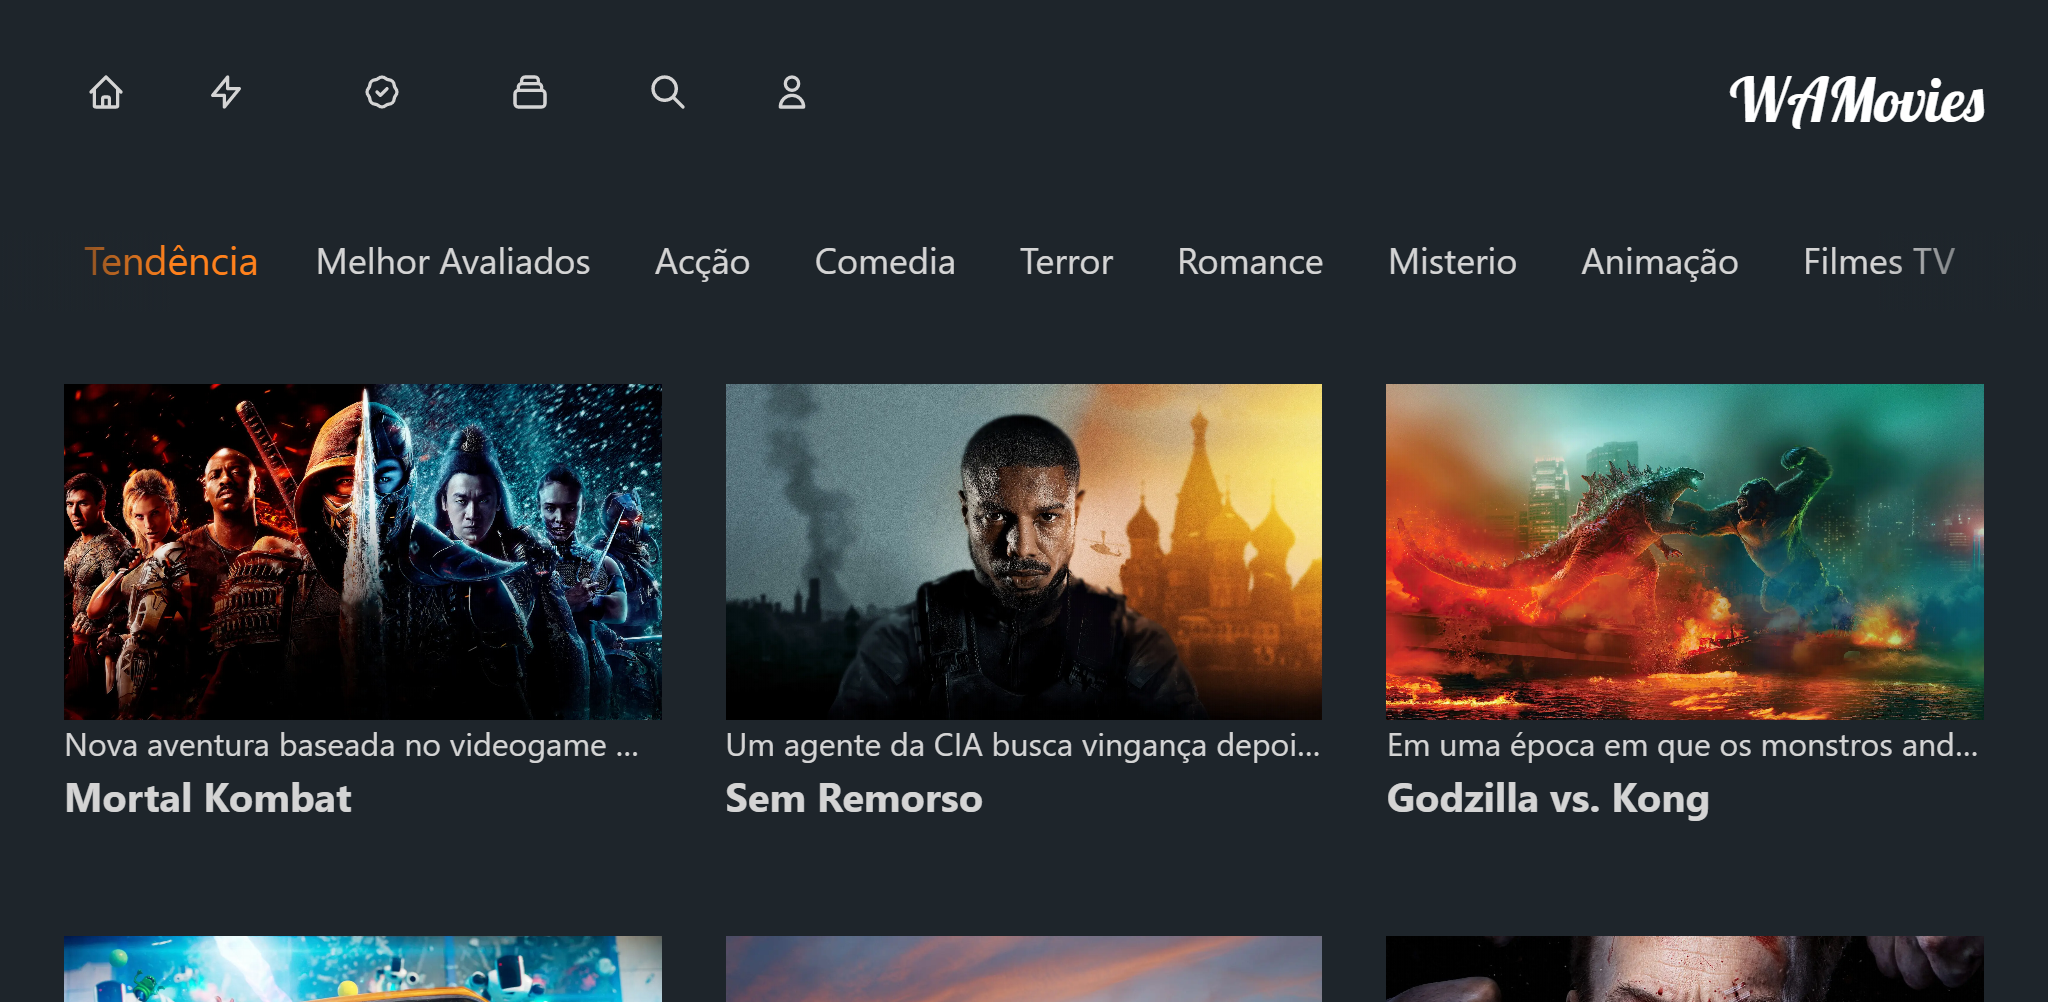 WAMovies
Tendência Melhor Avaliados Acção Comedia Terror Romance Misterio Animação Filmes TV
Nova aventura baseada no videogame ...
Mortal Kombat
Um agente da CIA busca vingança depoi...
Sem Remorso
Em uma época em que os monstros and...
Godzilla vs. Kong